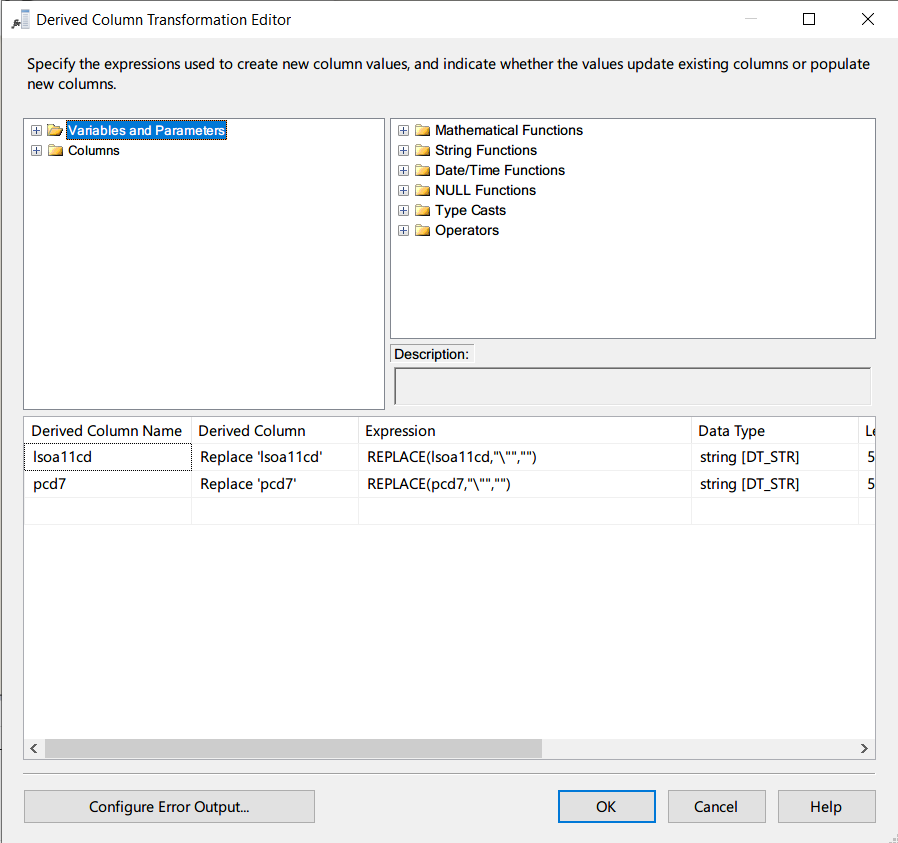 Derived Column Transformation Editor
Specify the expressions used to create new column values, and indicate whether the values update existing columns or populate
new columns.
Variables and Parameters
Columns
Mathematical Functions
String Functions
Date/Time Functions
NULL Functions
Type Casts
Operators
Description:
Derived Column Name Derived Column Expression Data Type Le
lsoa11cd Replace 'lsoa11cd' REPLACE(lsoa11cd,"\"","") string [DT_STR] 5
pcd7 Replace 'pcd7' REPLACE(pcd7,"\"","") string [DT_STR] 5
Configure Error Output... OK Cancel Help